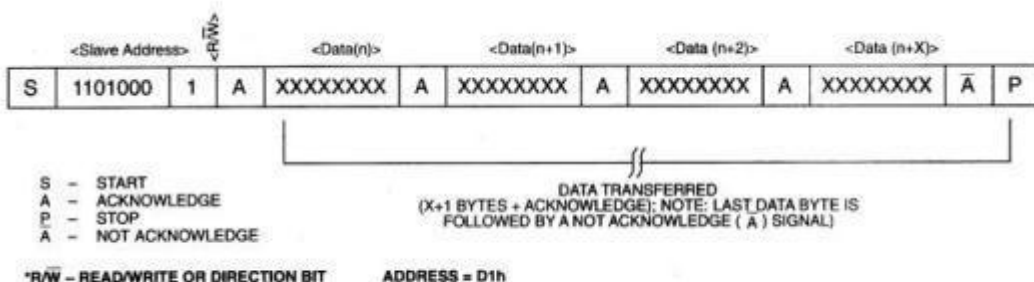 <Slave Address> <R/W̅> <Data(n)> <Data(n+1)> <Data (n+2)> <Data (n+X)>
S 1101000 1 A XXXXXXXX A XXXXXXXX A XXXXXXXX A XXXXXXXX A̅ P
S – START
A – ACKNOWLEDGE
P – STOP
A̅ – NOT ACKNOWLEDGE
DATA TRANSFERRED
(X+1 BYTES + ACKNOWLEDGE); NOTE: LAST DATA BYTE IS
FOLLOWED BY A NOT ACKNOWLEDGE ( A̅ ) SIGNAL)
*R/W̅ – READ/WRITE OR DIRECTION BIT ADDRESS = D1h